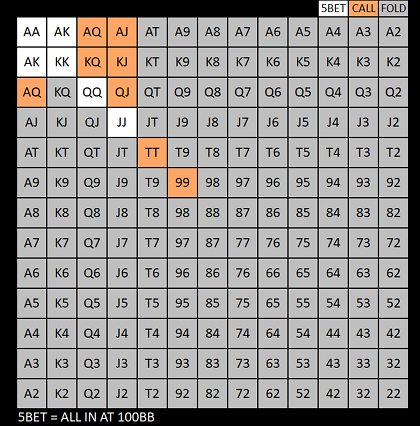 5BET CALL FOLD
AA AK AQ AJ AT A9 A8 A7 A6 A5 A4 A3 A2
AK KK KQ KJ KT K9 K8 K7 K6 K5 K4 K3 K2
AQ KQ QQ QJ QT Q9 Q8 Q7 Q6 Q5 Q4 Q3 Q2
AJ KJ QJ JJ JT J9 J8 J7 J6 J5 J4 J3 J2
AT KT QT JT TT T9 T8 T7 T6 T5 T4 T3 T2
A9 K9 Q9 J9 T9 99 98 97 96 95 94 93 92
A8 K8 Q8 J8 T8 98 88 87 86 85 84 83 82
A7 K7 Q7 J7 T7 97 87 77 76 75 74 73 72
A6 K6 Q6 J6 T6 96 86 76 66 65 64 63 62
A5 K5 Q5 J5 T5 95 85 75 65 55 54 53 52
A4 K4 Q4 J4 T4 94 84 74 64 54 44 43 42
A3 K3 Q3 J3 T3 93 83 73 63 53 43 33 32
A2 K2 Q2 J2 T2 92 82 72 62 52 42 32 22
5BET = ALL IN AT 100BB